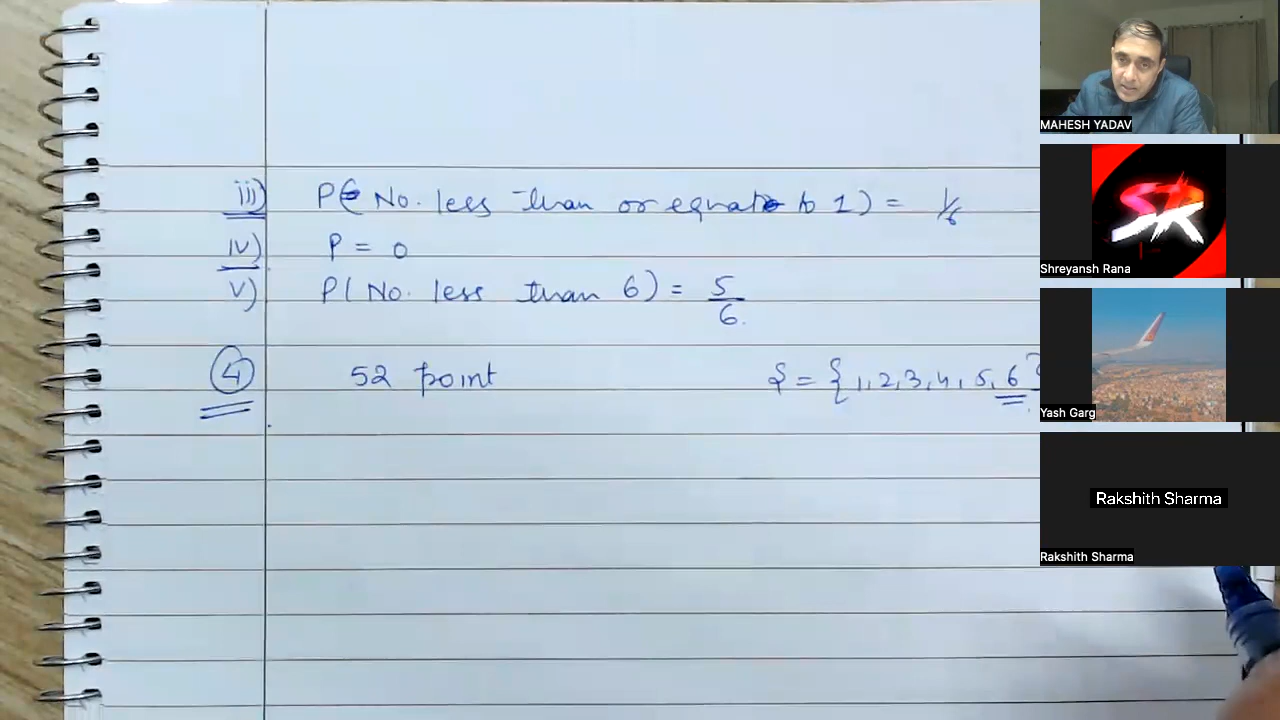 iii) P( No. less than or equal to 1) = 1/6
iv) P = 0
v) P( No. less than 6) = 5/6.
4 52 point S = {1, 2, 3, 4, 5, 6}
MAHESH YADAV
SR
Shreyansh Rana
Yash Garg
Rakshith Sharma
Rakshith Sharma